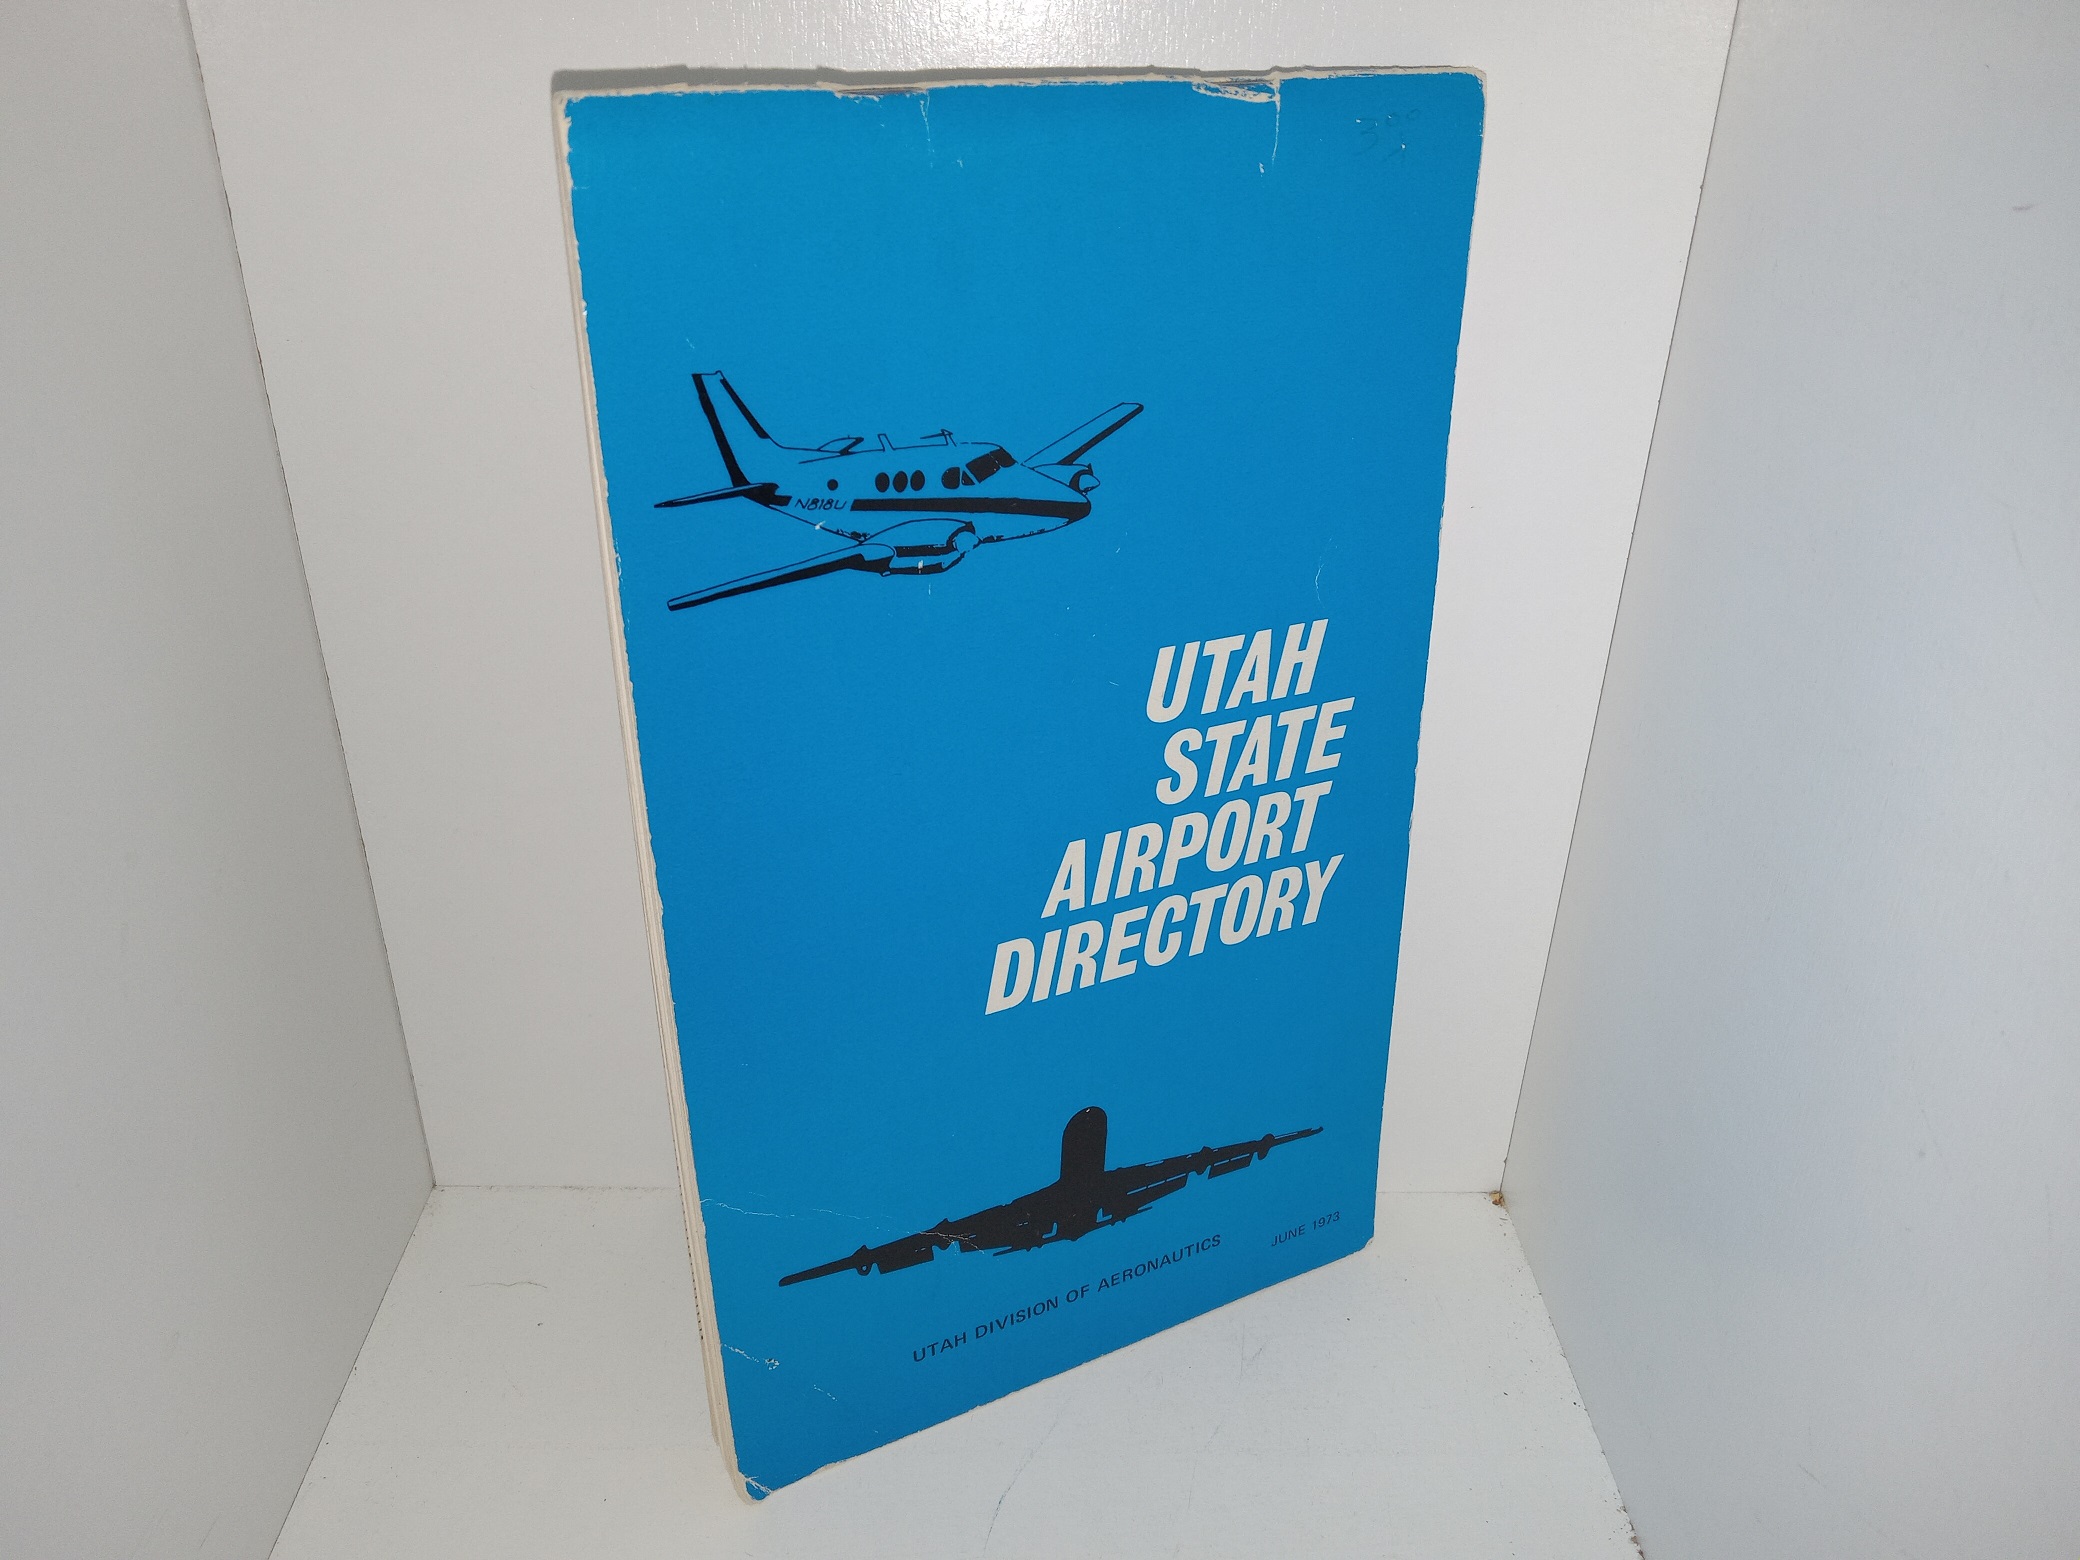 N818U
UTAH
STATE
AIRPORT
DIRECTORY
UTAH DIVISION OF AERONAUTICS
JUNE 1973